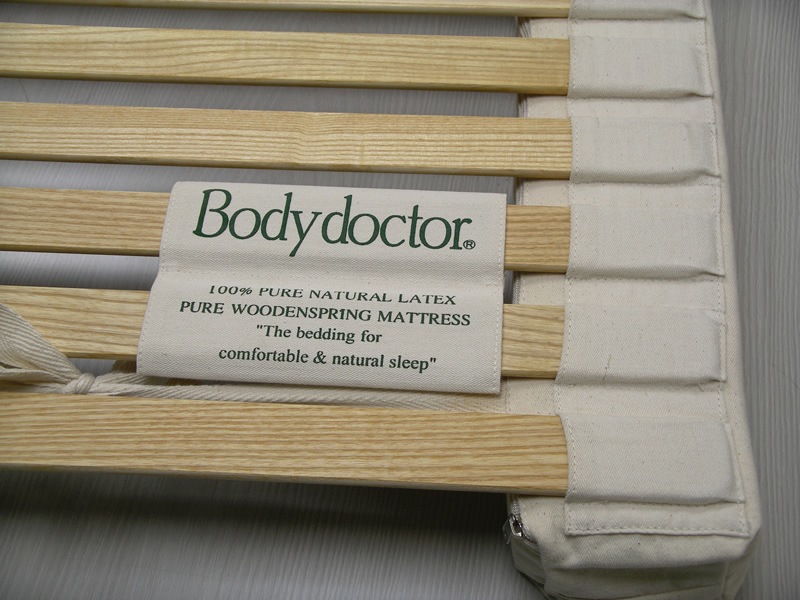 Bodydoctor®
100% PURE NATURAL LATEX
PURE WOODENSPRING MATTRESS
"The bedding for
comfortable & natural sleep"